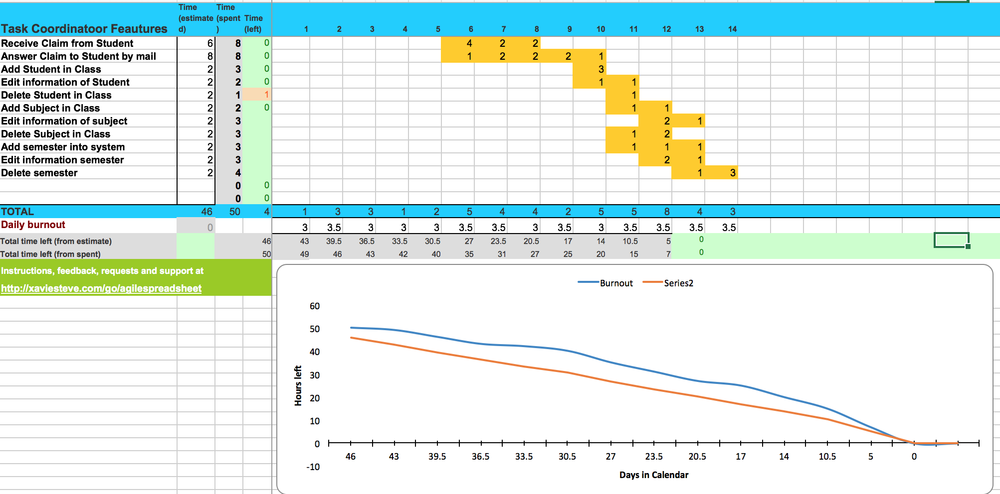 Task Coordinatoor Feautures Time (estimate d) Time (spent ) Time (left) 1 2 3 4 5 6 7 8 9 10 11 12 13 14
Receive Claim from Student 6 8 0 4 2 2
Answer Claim to Student by mail 8 8 0 1 2 2 2 1
Add Student in Class 2 3 0 3
Edit information of Student 2 2 0 1 1
Delete Student in Class 2 1 1 1
Add Subject in Class 2 2 0 1 1
Edit information of subject 2 3 2 1
Delete Subject in Class 2 3 1 2
Add semester into system 2 3 1 1 1
Edit information semester 2 3 2 1
Delete semester 2 4 1 3
0 0
0 0
TOTAL 46 50 4 1 3 3 1 2 5 4 4 2 5 5 8 4 3
Daily burnout 0 3 3.5 3 3 3 3.5 3.5 3 3.5 3 3.5 3.5 3.5 3.5
Total time left (from estimate) 46 43 39.5 36.5 33.5 30.5 27 23.5 20.5 17 14 10.5 5 0
Total time left (from spent) 50 49 46 43 42 40 35 31 27 25 20 15 7 0
Instructions, feedback, requests and support at
http://xaviesteve.com/go/agilespreadsheet
Burnout Series2
60
50
40
30
20
10
0
-10
Hours left
46 43 39.5 36.5 33.5 30.5 27 23.5 20.5 17 14 10.5 5 0
Days in Calendar